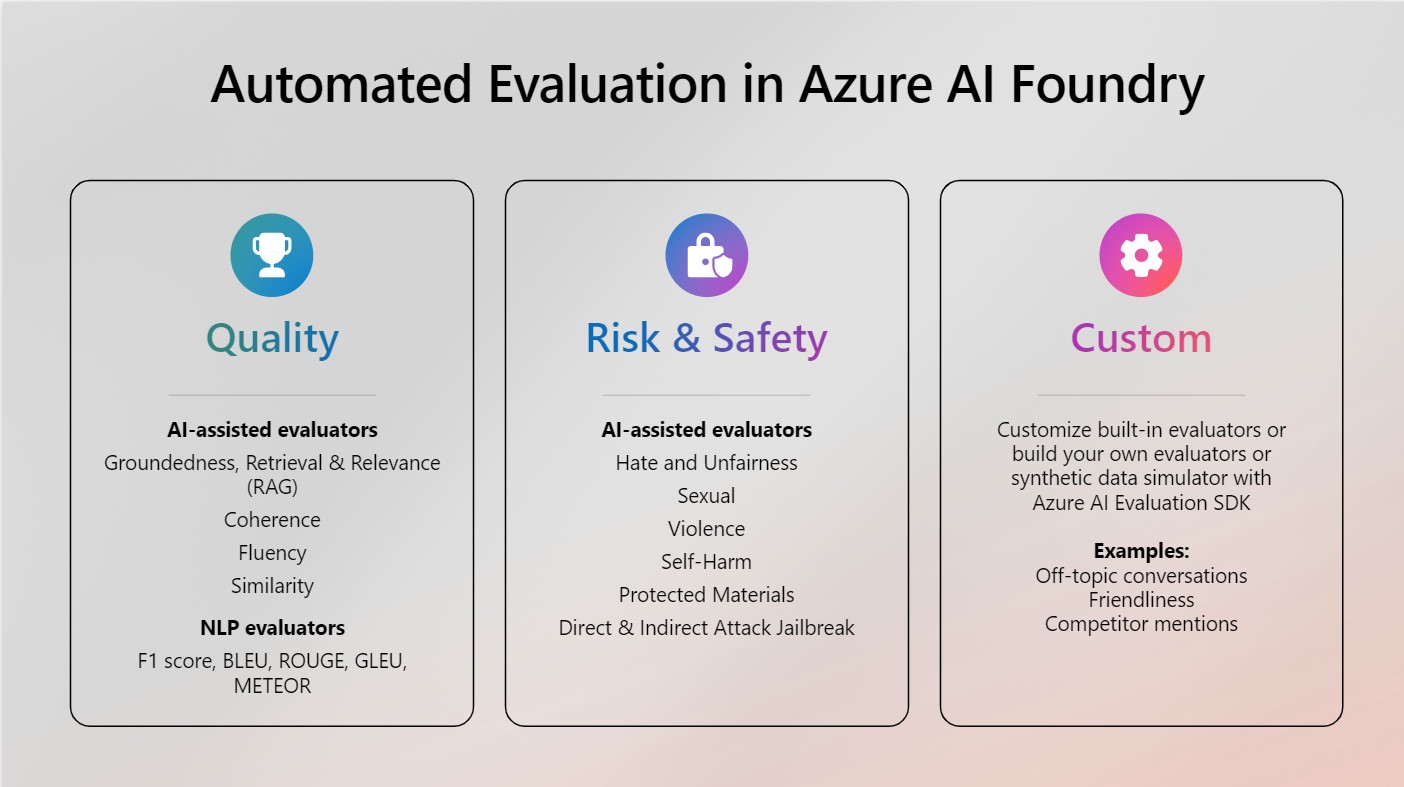 Automated Evaluation in Azure AI Foundry
Quality
AI-assisted evaluators
Groundedness, Retrieval & Relevance
(RAG)
Coherence
Fluency
Similarity
NLP evaluators
F1 score, BLEU, ROUGE, GLEU,
METEOR
Risk & Safety
AI-assisted evaluators
Hate and Unfairness
Sexual
Violence
Self-Harm
Protected Materials
Direct & Indirect Attack Jailbreak
Custom
Customize built-in evaluators or
build your own evaluators or
synthetic data simulator with
Azure AI Evaluation SDK
Examples:
Off-topic conversations
Friendliness
Competitor mentions